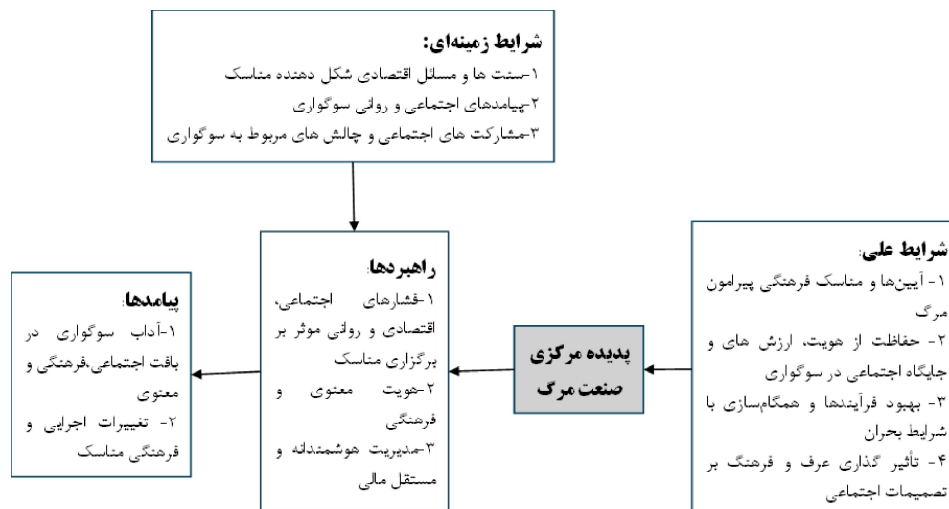 شرایط زمینه‌ای:
۱-سنت ها و مسائل اقتصادی شکل دهنده مناسک
۲-پیامدهای اجتماعی و روانی سوگواری
۳-مشارکت های اجتماعی و چالش های مربوط به سوگواری
شرایط علی:
۱- آیین‌ها و مناسک فرهنگی پیرامون
مرگ
۲- حفاظت از هویت، ارزش های و
جایگاه اجتماعی در سوگواری
۳- بهبود فرآیندها و همگام‌سازی با
شرایط بحران
۴- تأثیر گذاری عرف و فرهنگ بر
تصمیمات اجتماعی
پدیده مرکزی
صنعت مرگ
راهبردها:
۱-فشارهای اجتماعی،
اقتصادی و روانی موثر بر
برگزاری مناسک
۲-هویت معنوی و
فرهنگی
۳-مدیریت هوشمندانه و
مستقل مالی
پیامدها:
۱-آداب سوگواری در
بافت اجتماعی،فرهنگی و
معنوی
۲- تغییرات اجرایی و
فرهنگی مناسک